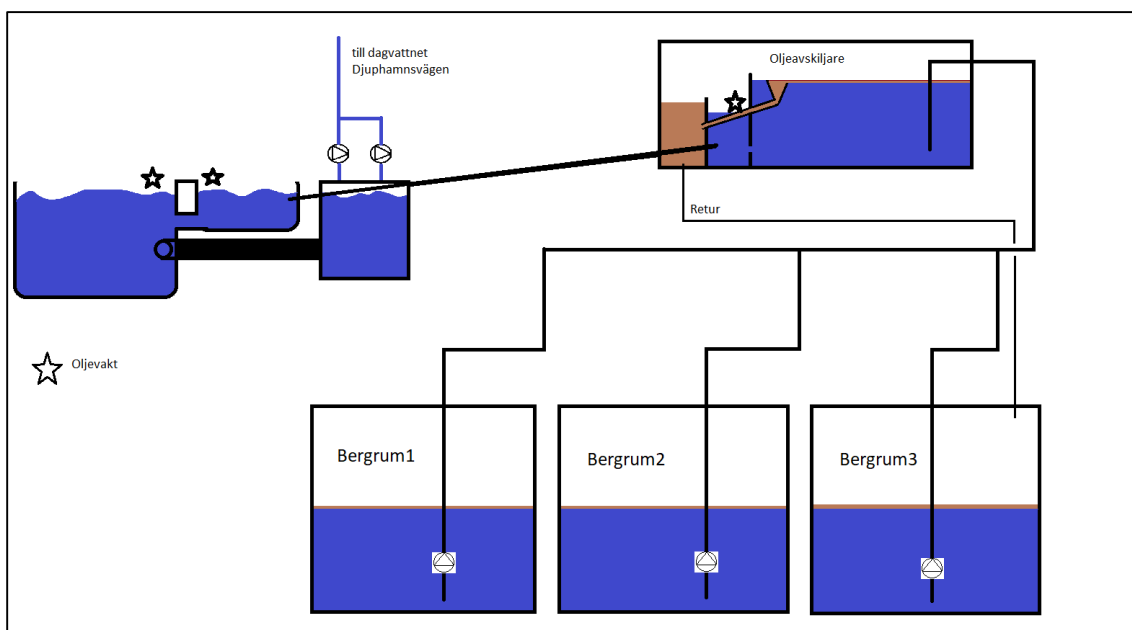 till dagvattnet
Djuphamnsvägen
Oljeavskiljare
Retur
Oljevakt
Bergrum1
Bergrum2
Bergrum3